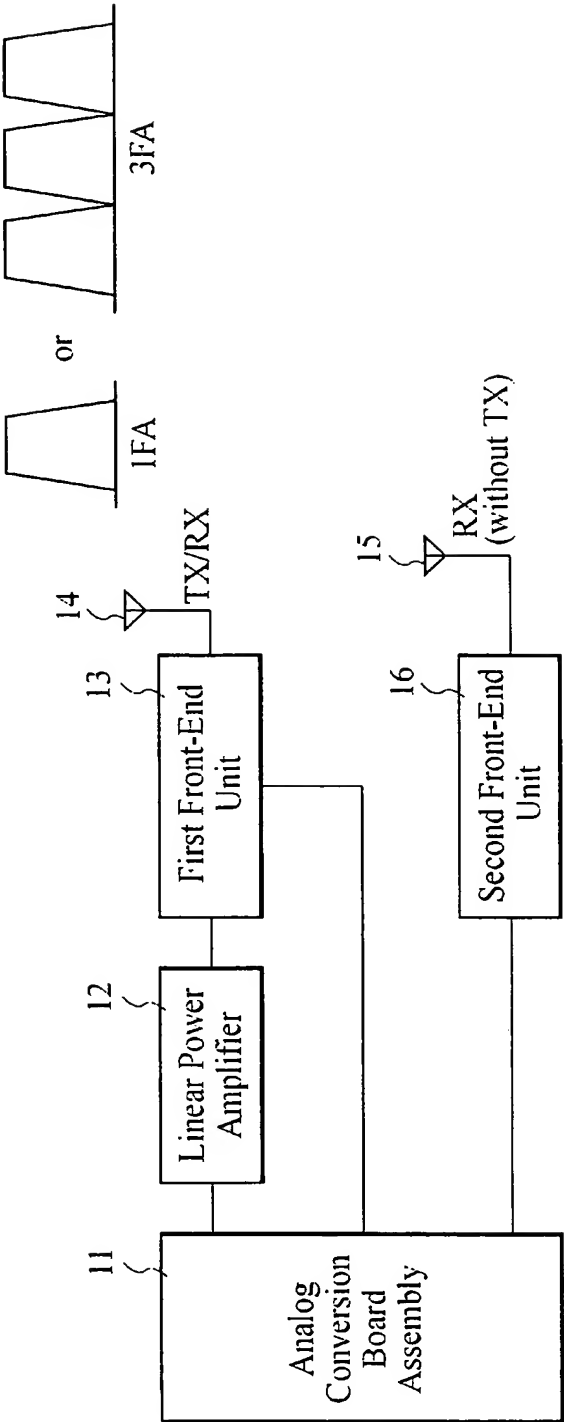 11
Analog
Conversion
Board
Assembly
12
Linear Power
Amplifier
13
First Front-End
Unit
14
TX/RX
1FA
or
3FA
16
Second Front-End
Unit
15
RX
(without TX)